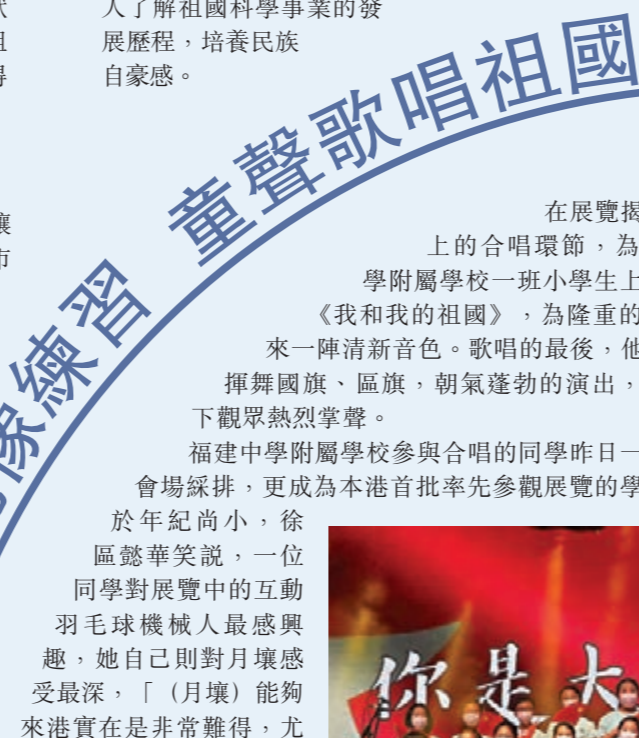 人了解祖國科學事業的發
展歷程，培養民族
自豪感。
像練習 童聲歌唱祖國
在展覽揭
上的合唱環節，為
學附屬學校一班小學生上
《我和我的祖國》，為隆重的
來一陣清新音色。歌唱的最後，他
揮舞國旗、區旗，朝氣蓬勃的演出，
下觀眾熱烈掌聲。
福建中學附屬學校參與合唱的同學昨日一
會場綵排，更成為本港首批率先參觀展覽的學
於年紀尚小，徐
區懿華笑説，一位
同學對展覽中的互動
羽毛球機械人最感興
趣，她自己則對月壤感
受最深，「（月壤）能夠
來港實在是非常難得，尤
你是大